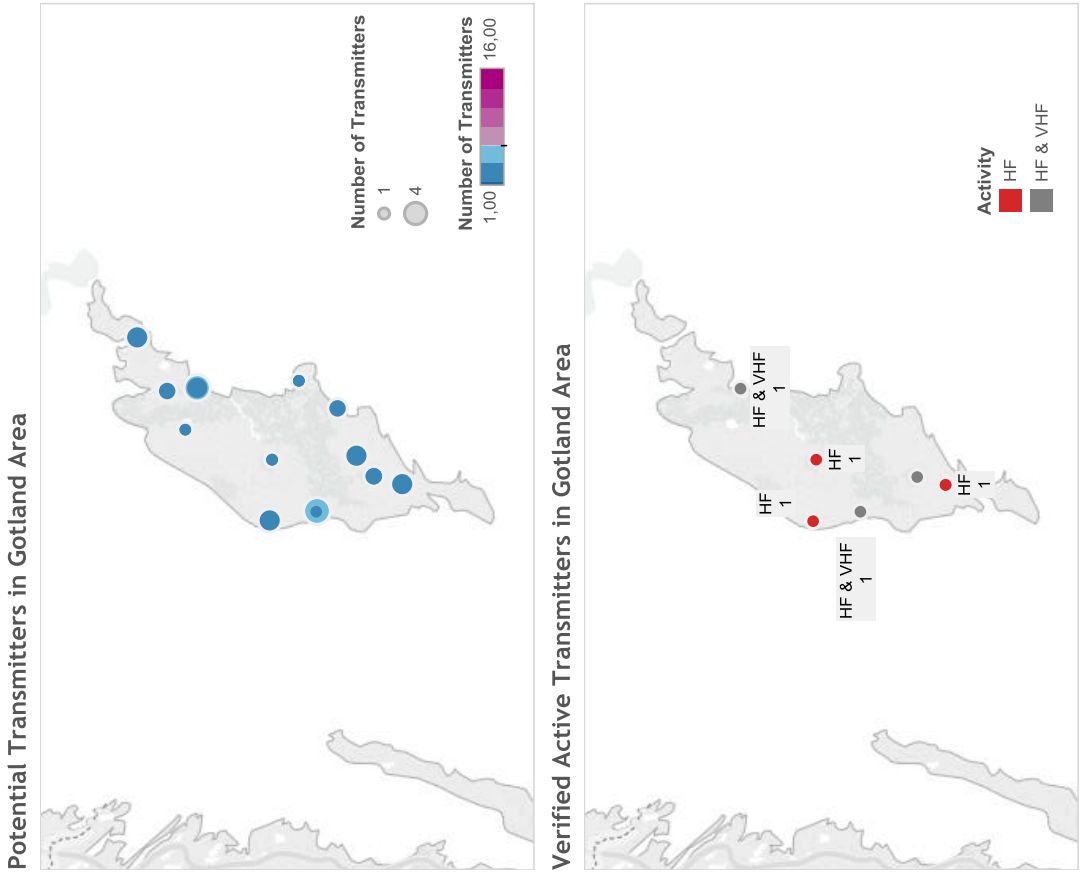 Potential Transmitters in Gotland Area
Number of Transmitters
1
4
Number of Transmitters
1,00
16,00
Verified Active Transmitters in Gotland Area
HF
1
HF & VHF
1
HF
1
HF & VHF
1
HF
1
Activity
HF
HF & VHF